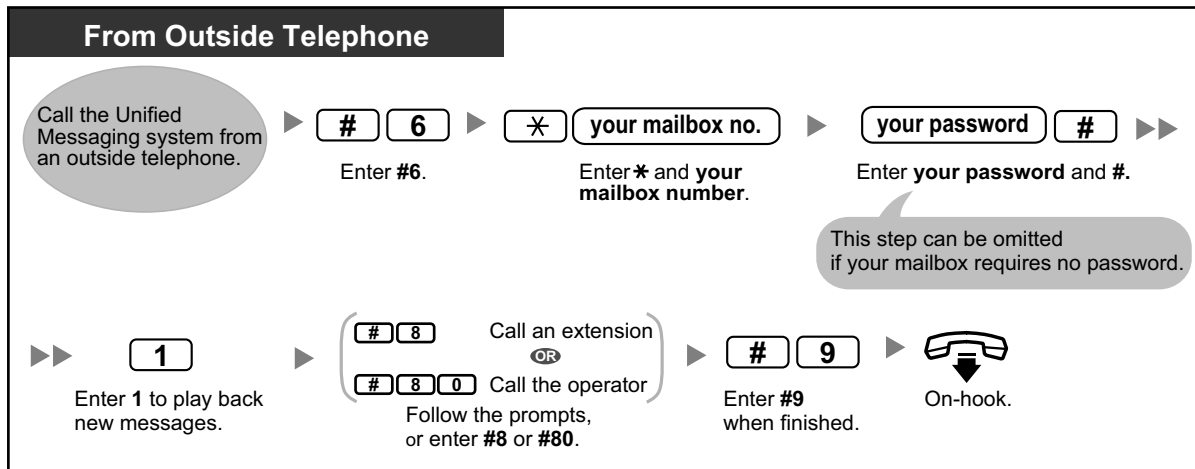 From Outside Telephone
Call the Unified
Messaging system from
an outside telephone.
# 6
Enter #6.
* your mailbox no.
Enter * and your
mailbox number.
your password #
Enter your password and #.
This step can be omitted
if your mailbox requires no password.
1
Enter 1 to play back
new messages.
# 8 Call an extension
OR
# 8 0 Call the operator
Follow the prompts,
or enter #8 or #80.
# 9
Enter #9
when finished.
On-hook.